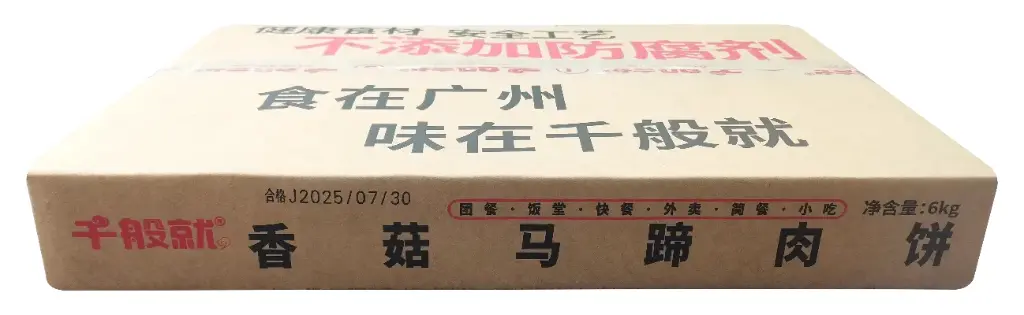 健康食材 安全工艺
不添加防腐剂
食在广州
味在千般就
合格J2025/07/30
团餐·饭堂·快餐·外卖·简餐·小吃
净含量:6kg
千般就®
香菇马蹄肉饼